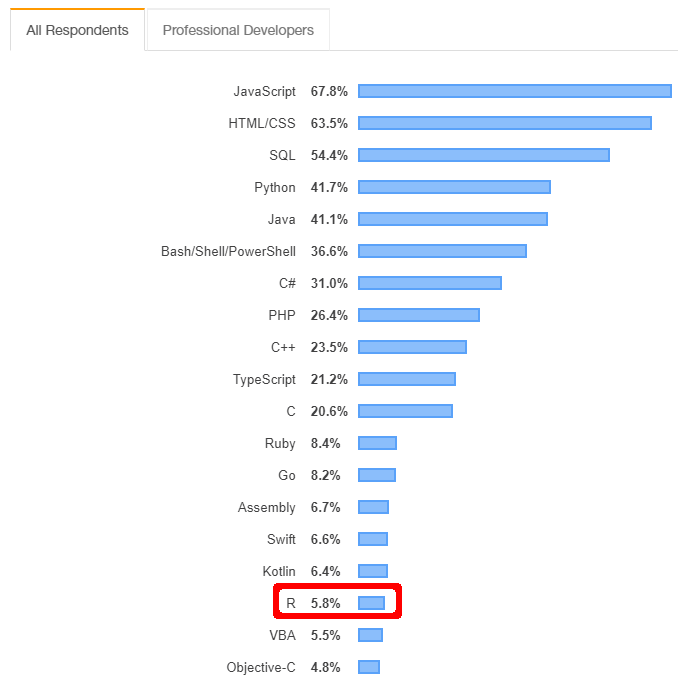 All Respondents Professional Developers
JavaScript 67.8%
HTML/CSS 63.5%
SQL 54.4%
Python 41.7%
Java 41.1%
Bash/Shell/PowerShell 36.6%
C# 31.0%
PHP 26.4%
C++ 23.5%
TypeScript 21.2%
C 20.6%
Ruby 8.4%
Go 8.2%
Assembly 6.7%
Swift 6.6%
Kotlin 6.4%
R 5.8%
VBA 5.5%
Objective-C 4.8%